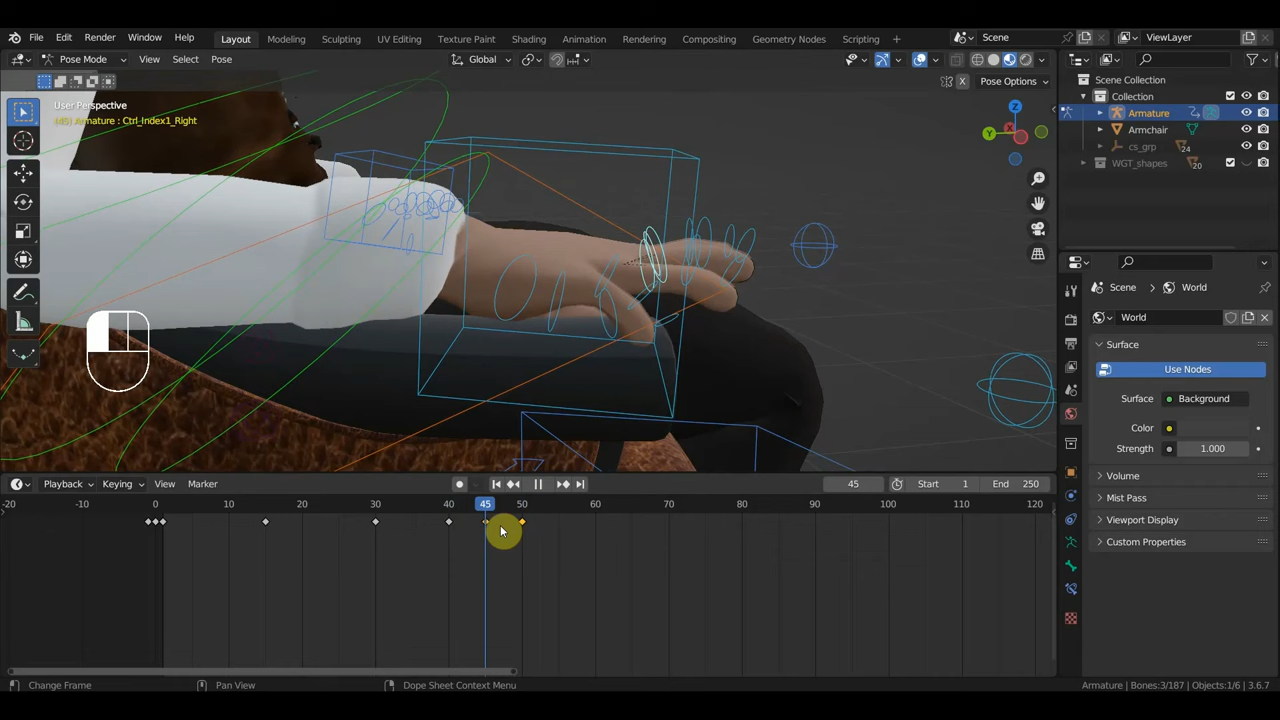 File Edit Render Window Help Layout Modeling Sculpting UV Editing Texture Paint Shading Animation Rendering Compositing Geometry Nodes Scripting + Scene ViewLayer
Pose Mode View Select Pose Global
X Pose Options
User Perspective
(45) Armature : Ctrl_Index1_Right
Z
Y
X
Scene Collection
Collection
Armature
Armchair
cs_grp 24
WGT_shapes 20
Scene World
World
Surface
Use Nodes
Surface Background
Color
Strength 1.000
Volume
Mist Pass
Viewport Display
Custom Properties
Playback Keying View Marker 45 Start 1 End 250
-20 -10 0 10 20 30 40 45 50 60 70 80 90 100 110 120
Change Frame Pan View Dope Sheet Context Menu Armature | Bones:3/187 | Objects:1/6 | 3.6.7